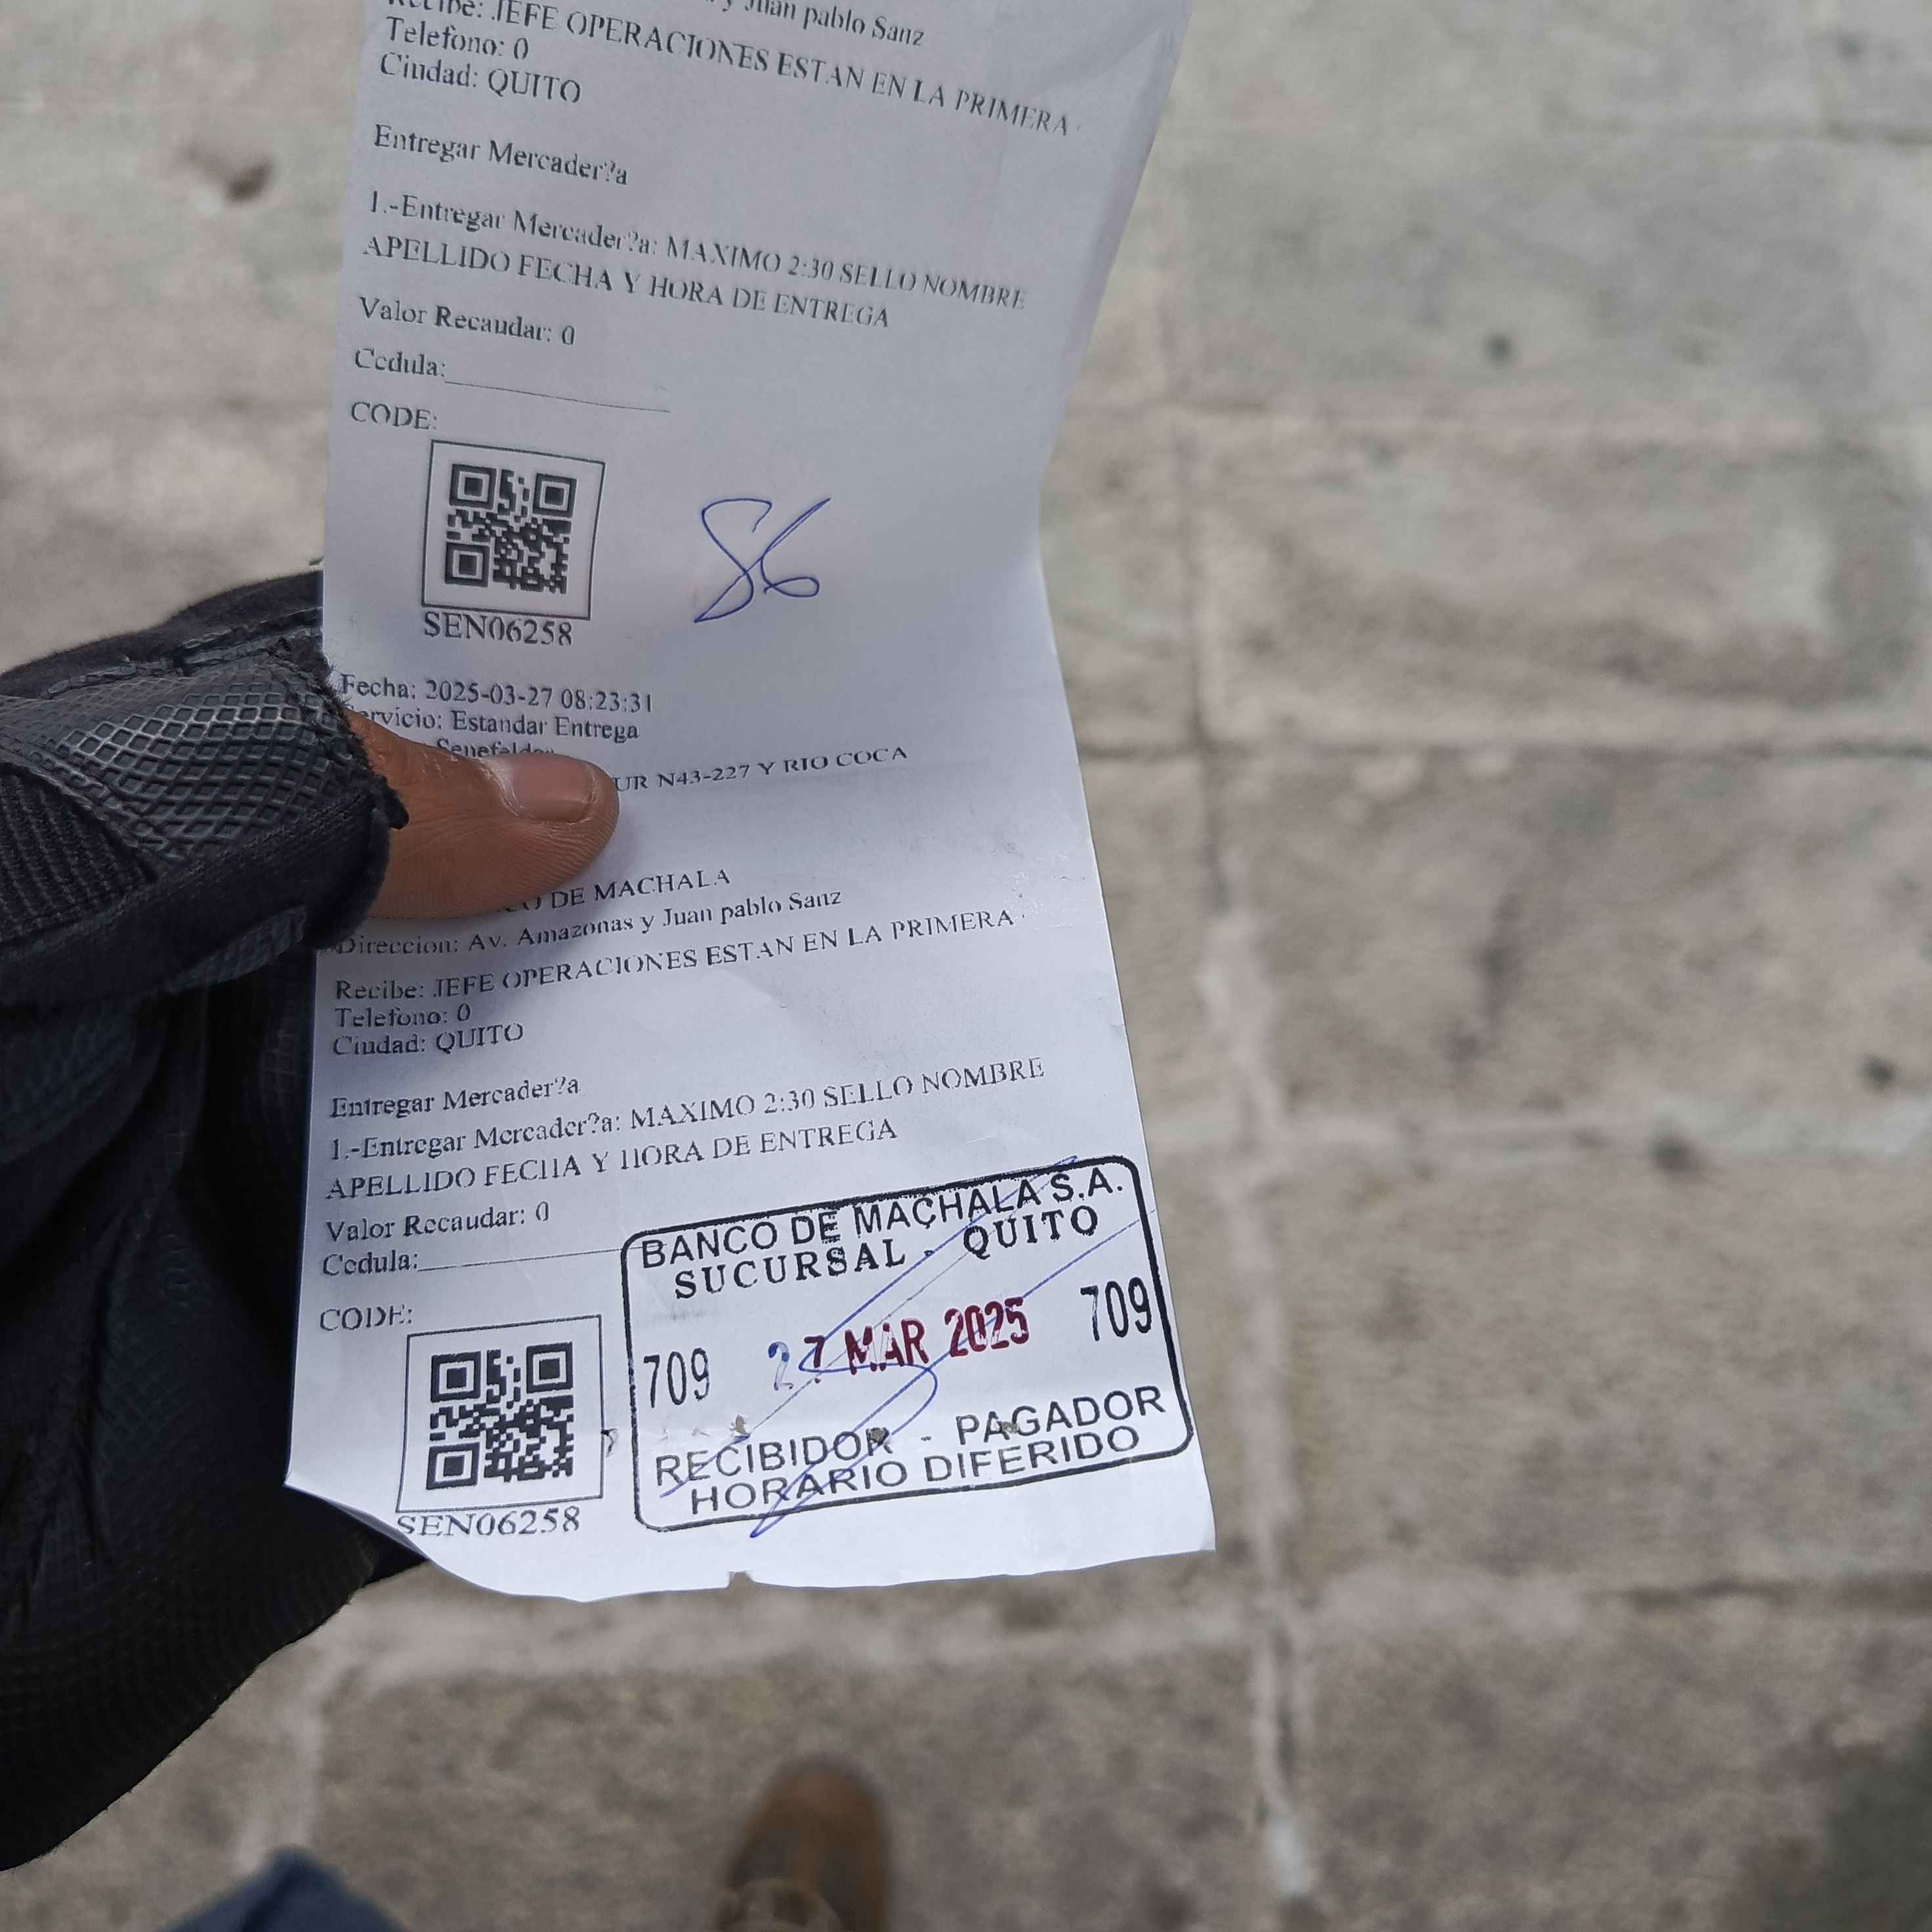 y Juan pablo Sanz
Recibe: JEFE OPERACIONES ESTAN EN LA PRIMERA
Telefono: 0
Ciudad: QUITO
Entregar Mercader?a
1.-Entregar Mercader?a: MAXIMO 2:30 SELLO NOMBRE
APELLIDO FECHA Y HORA DE ENTREGA
Valor Recaudar: 0
Cedula:
CODE:
86
SEN06258
Fecha: 2025-03-27 08:23:31
Servicio: Estandar Entrega
UR N43-227 Y RIO COCA
DE MACHALA
Direccion: Av. Amazonas y Juan pablo Sanz
Recibe: JEFE OPERACIONES ESTAN EN LA PRIMERA
Telefono: 0
Ciudad: QUITO
Entregar Mercader?a
1.-Entregar Mercader?a: MAXIMO 2:30 SELLO NOMBRE
APELLIDO FECHA Y HORA DE ENTREGA
Valor Recaudar: 0
Cedula:
CODE:
SEN06258
BANCO DE MACHALA S.A.
SUCURSAL - QUITO
709 27 MAR 2025 709
RECIBIDOR - PAGADOR
HORARIO DIFERIDO